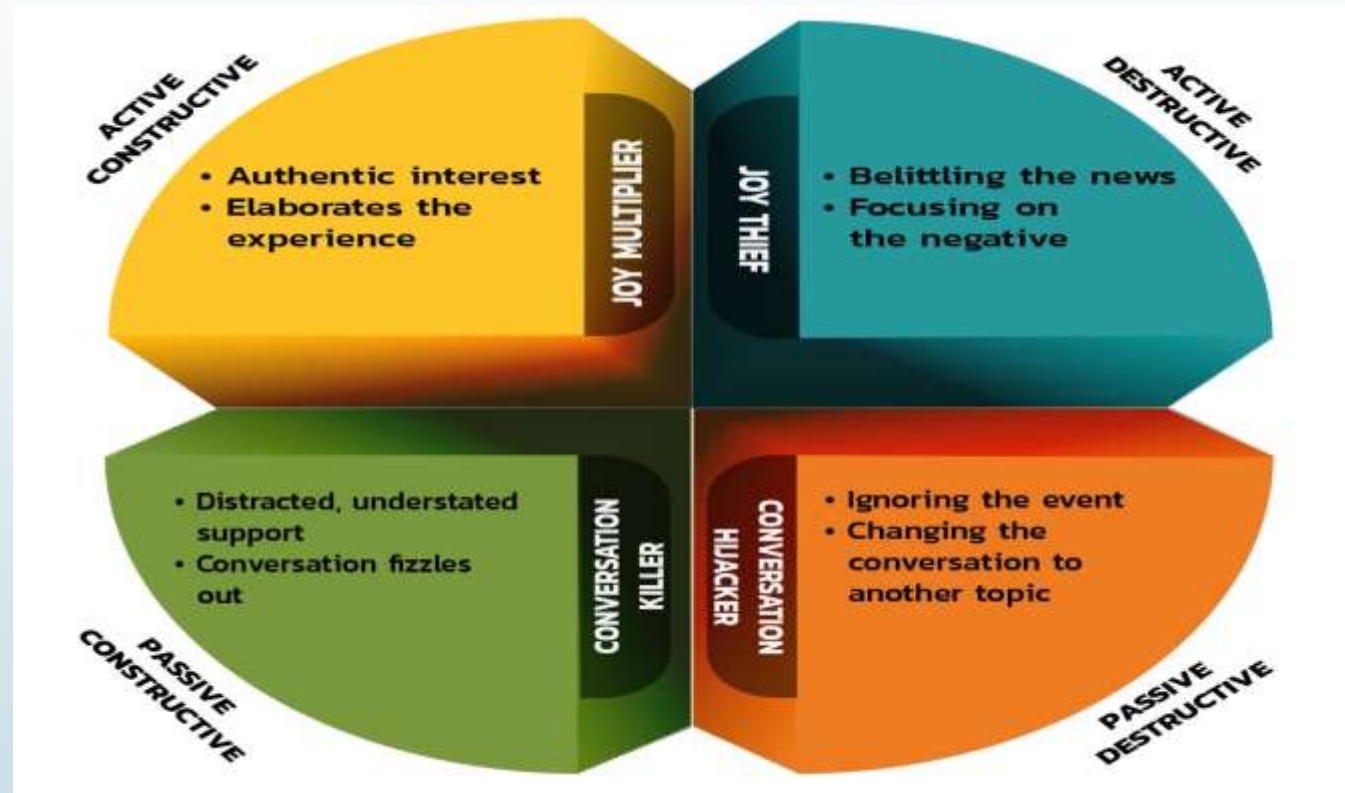 ACTIVE
CONSTRUCTIVE
• Authentic interest
• Elaborates the
experience
JOY MULTIPLIER
JOY THIEF
• Belittling the news
• Focusing on
the negative
ACTIVE
DESTRUCTIVE
• Distracted, understated
support
• Conversation fizzles
out
CONVERSATION
KILLER
PASSIVE
CONSTRUCTIVE
CONVERSATION
HIJACKER
• Ignoring the event
• Changing the
conversation to
another topic
PASSIVE
DESTRUCTIVE